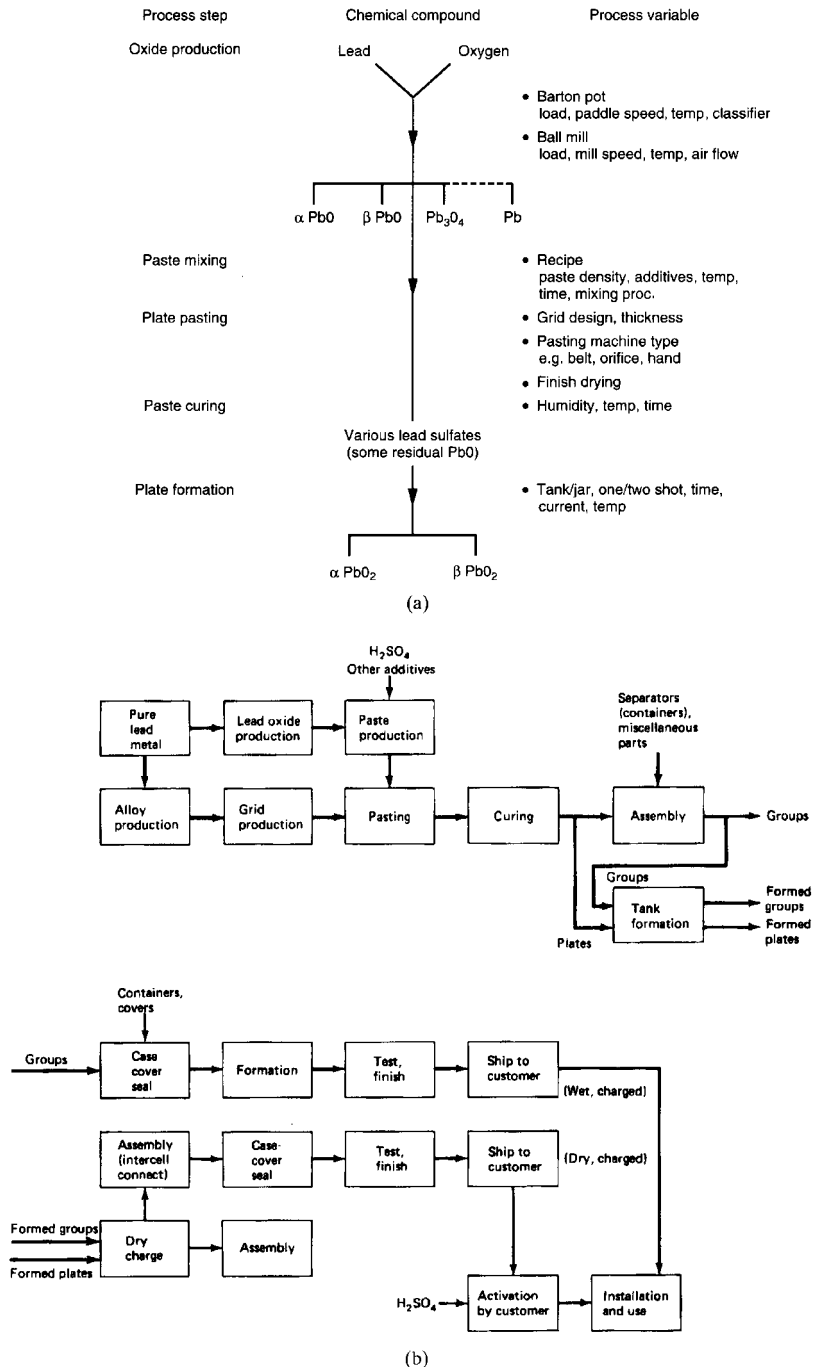 Process step Chemical compound Process variable
Oxide production Lead Oxygen
• Barton pot
load, paddle speed, temp, classifier
• Ball mill
load, mill speed, temp, air flow
α Pb0 β Pb0 Pb₃0₄ Pb
Paste mixing • Recipe
paste density, additives, temp,
time, mixing proc.
Plate pasting • Grid design, thickness
• Pasting machine type
e.g. belt, orifice, hand
• Finish drying
Paste curing • Humidity, temp, time
Various lead sulfates
(some residual Pb0)
Plate formation • Tank/jar, one/two shot, time,
current, temp
α Pb0₂ β Pb0₂
(a)
H₂SO₄
Other additives
Pure
lead
metal
Lead oxide
production
Paste
production
Separators
(containers),
miscellaneous
parts
Alloy
production
Grid
production
Pasting
Curing
Assembly
Groups
Groups
Plates
Tank
formation
Formed
groups
Formed
plates
Containers,
covers
Groups
Case
cover
seal
Formation
Test,
finish
Ship to
customer
(Wet, charged)
Assembly
(intercell
connect)
Case-
cover
seal
Test,
finish
Ship to
customer
(Dry, charged)
Formed groups
Formed plates
Dry
charge
Assembly
H₂SO₄
Activation
by customer
Installation
and use
(b)